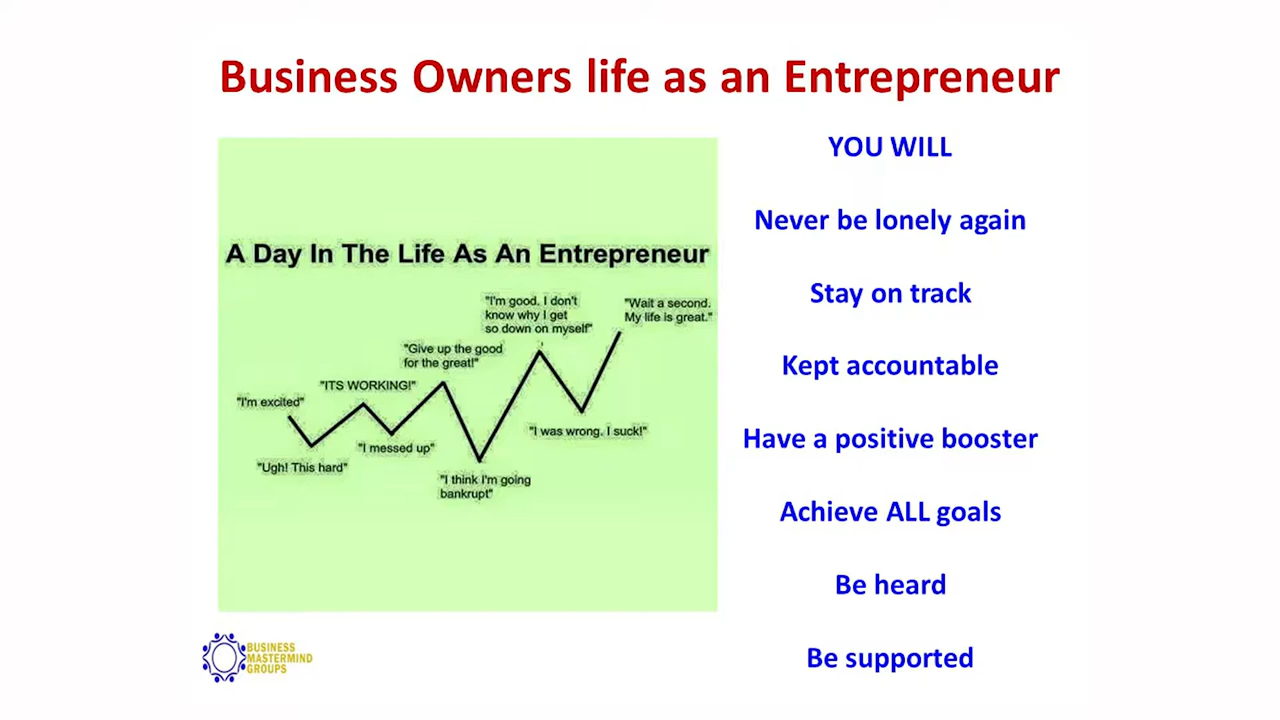 Business Owners life as an Entrepreneur
A Day In The Life As An Entrepreneur
"I'm excited"
"Ugh! This hard"
"ITS WORKING!"
"I messed up"
"Give up the good
for the great!"
"I think I'm going
bankrupt"
"I'm good. I don't
know why I get
so down on myself"
"I was wrong. I suck!"
"Wait a second.
My life is great."
YOU WILL
Never be lonely again
Stay on track
Kept accountable
Have a positive booster
Achieve ALL goals
Be heard
Be supported
BUSINESS
MASTERMIND
GROUPS